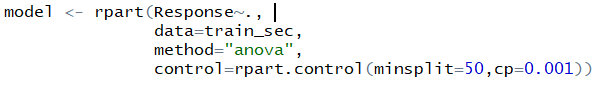 model <- rpart(Response~.,
data=train_sec,
method="anova",
control=rpart.control(minsplit=50,cp=0.001))